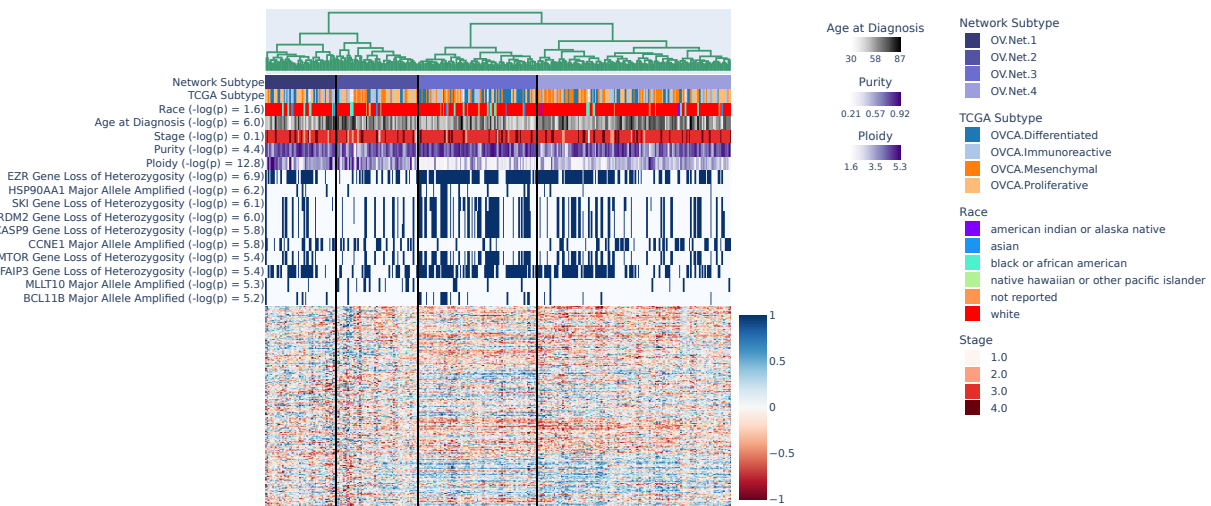 Network Subtype
TCGA Subtype
Race (-log(p) = 1.6)
Age at Diagnosis (-log(p) = 6.0)
Stage (-log(p) = 0.1)
Purity (-log(p) = 4.4)
Ploidy (-log(p) = 12.8)
EZR Gene Loss of Heterozygosity (-log(p) = 6.9)
HSP90AA1 Major Allele Amplified (-log(p) = 6.2)
SKI Gene Loss of Heterozygosity (-log(p) = 6.1)
RDM2 Gene Loss of Heterozygosity (-log(p) = 6.0)
CASP9 Gene Loss of Heterozygosity (-log(p) = 5.8)
CCNE1 Major Allele Amplified (-log(p) = 5.8)
MTOR Gene Loss of Heterozygosity (-log(p) = 5.4)
FAIP3 Gene Loss of Heterozygosity (-log(p) = 5.4)
MLLT10 Major Allele Amplified (-log(p) = 5.3)
BCL11B Major Allele Amplified (-log(p) = 5.2)
1
0.5
0
−0.5
−1
Age at Diagnosis
30 58 87
Purity
0.21 0.57 0.92
Ploidy
1.6 3.5 5.3
Network Subtype
OV.Net.1
OV.Net.2
OV.Net.3
OV.Net.4
TCGA Subtype
OVCA.Differentiated
OVCA.Immunoreactive
OVCA.Mesenchymal
OVCA.Proliferative
Race
american indian or alaska native
asian
black or african american
native hawaiian or other pacific islander
not reported
white
Stage
1.0
2.0
3.0
4.0